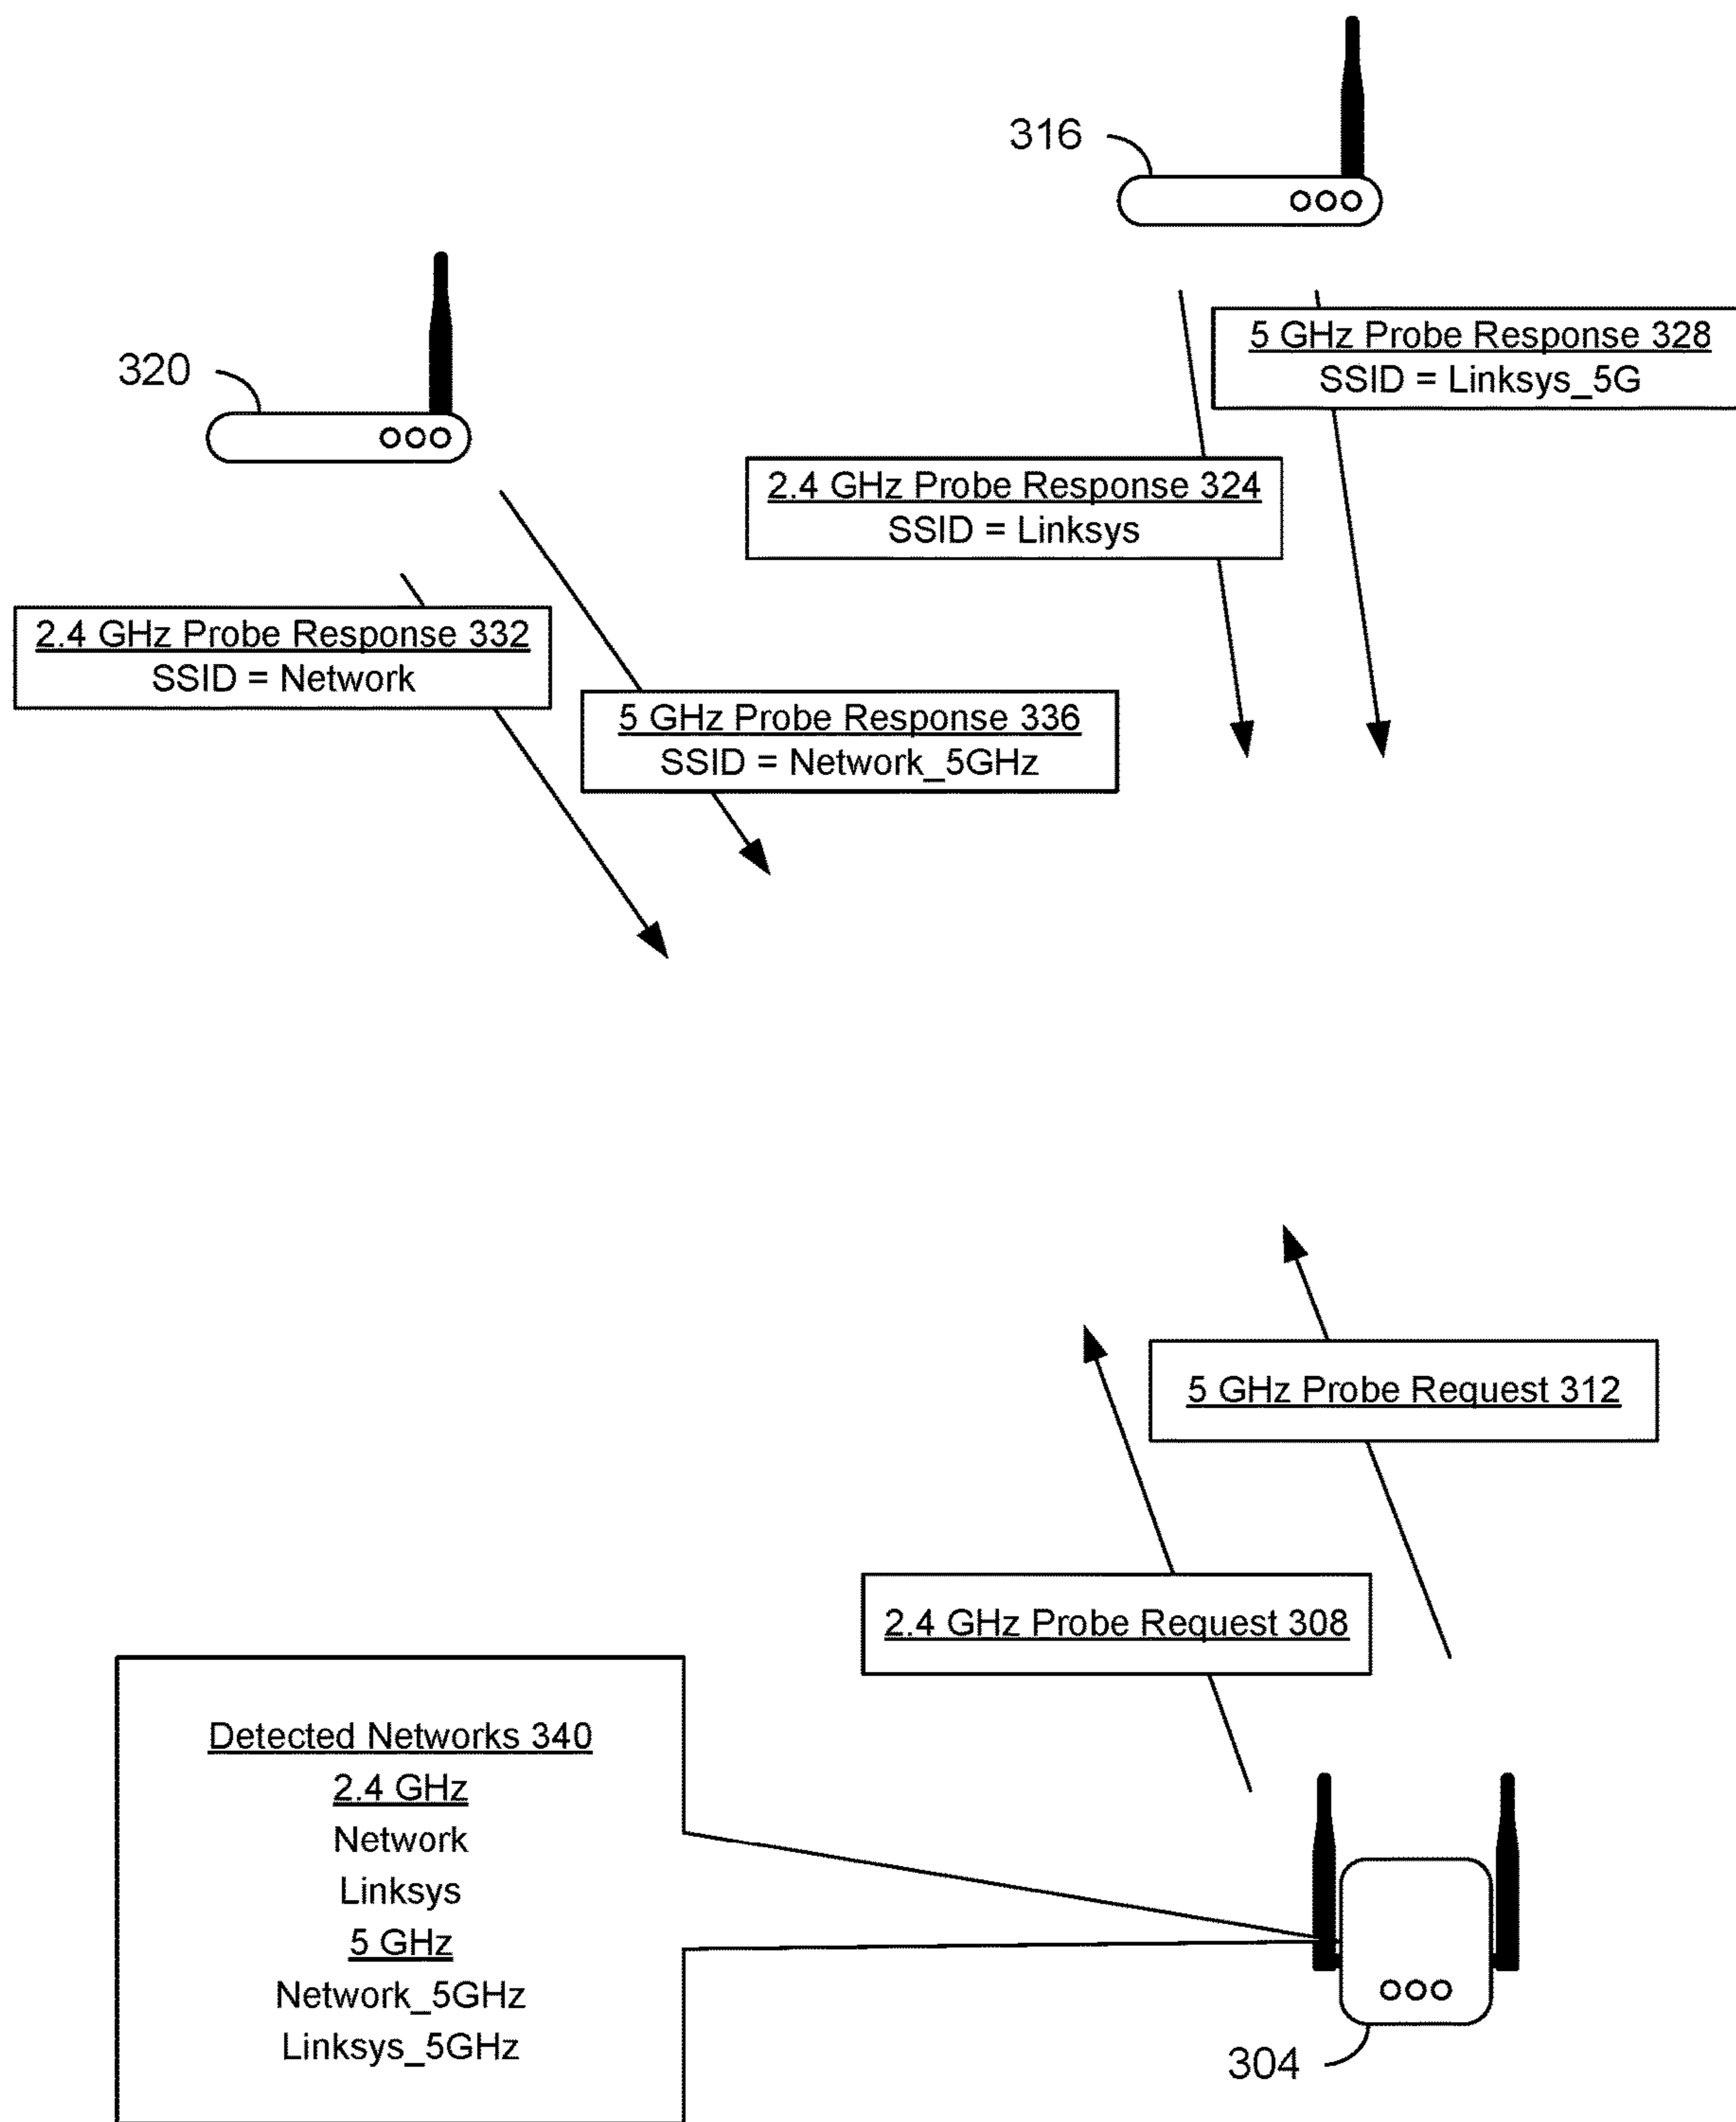 316
5 GHz Probe Response 328
SSID = Linksys_5G
320
2.4 GHz Probe Response 324
SSID = Linksys
2.4 GHz Probe Response 332
SSID = Network
5 GHz Probe Response 336
SSID = Network_5GHz
5 GHz Probe Request 312
2.4 GHz Probe Request 308
Detected Networks 340
2.4 GHz
Network
Linksys
5 GHz
Network_5GHz
Linksys_5GHz
304